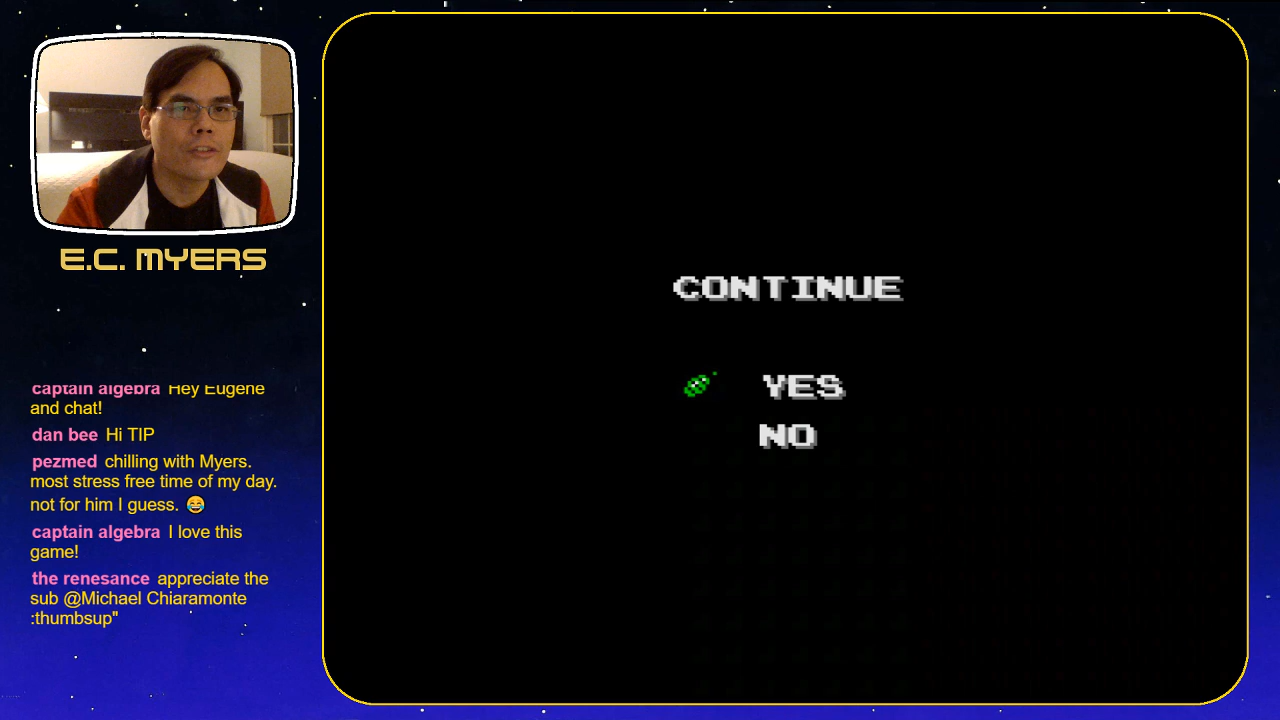 E.C. MYERS
captain algebra Hey Eugene
and chat!
dan bee Hi TIP
pezmed chilling with Myers.
most stress free time of my day.
not for him I guess. 😂
captain algebra I love this
game!
the renesance appreciate the
sub @Michael Chiaramonte
:thumbsup"
CONTINUE
YES
NO